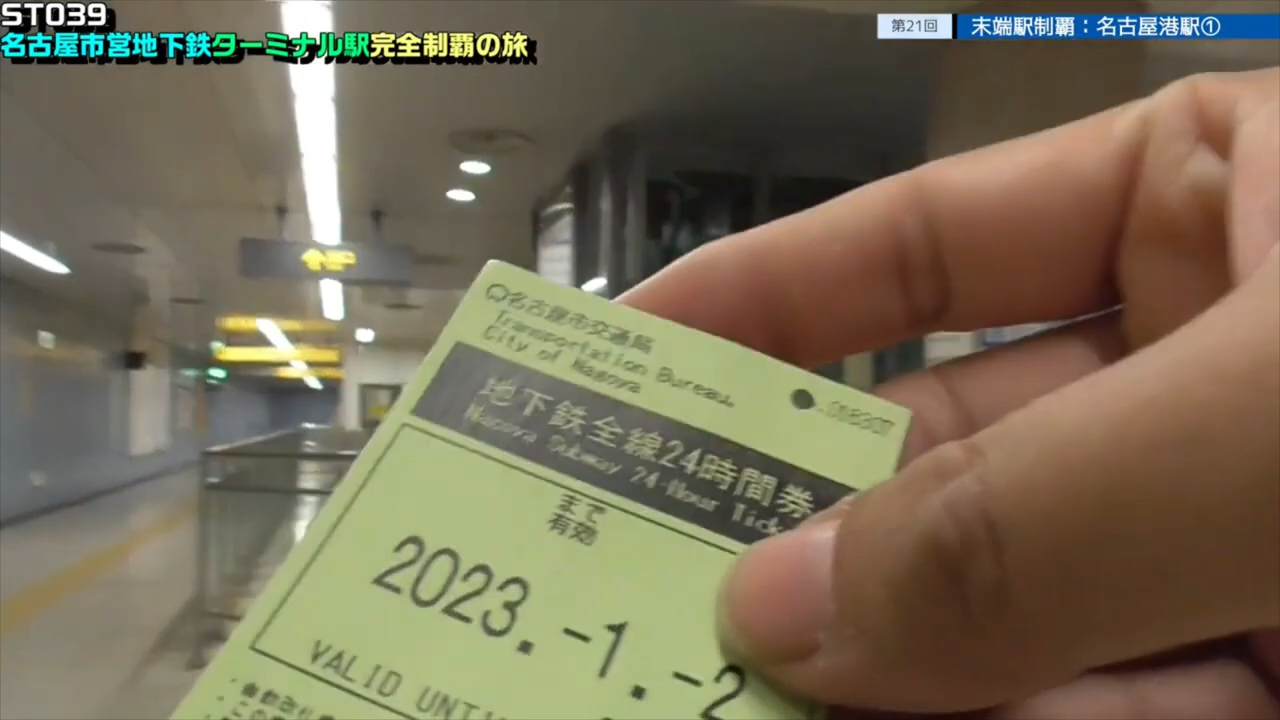 ST039
名古屋市営地下鉄ターミナル駅完全制覇の旅
第21回
末端駅制覇：名古屋港駅①
名古屋市交通局
Transportation Bureau
City of Nagoya
008307
地下鉄全線24時間券
Nagoya Subway 24-Hour
まで
有効
2023.-1.-2
VALID